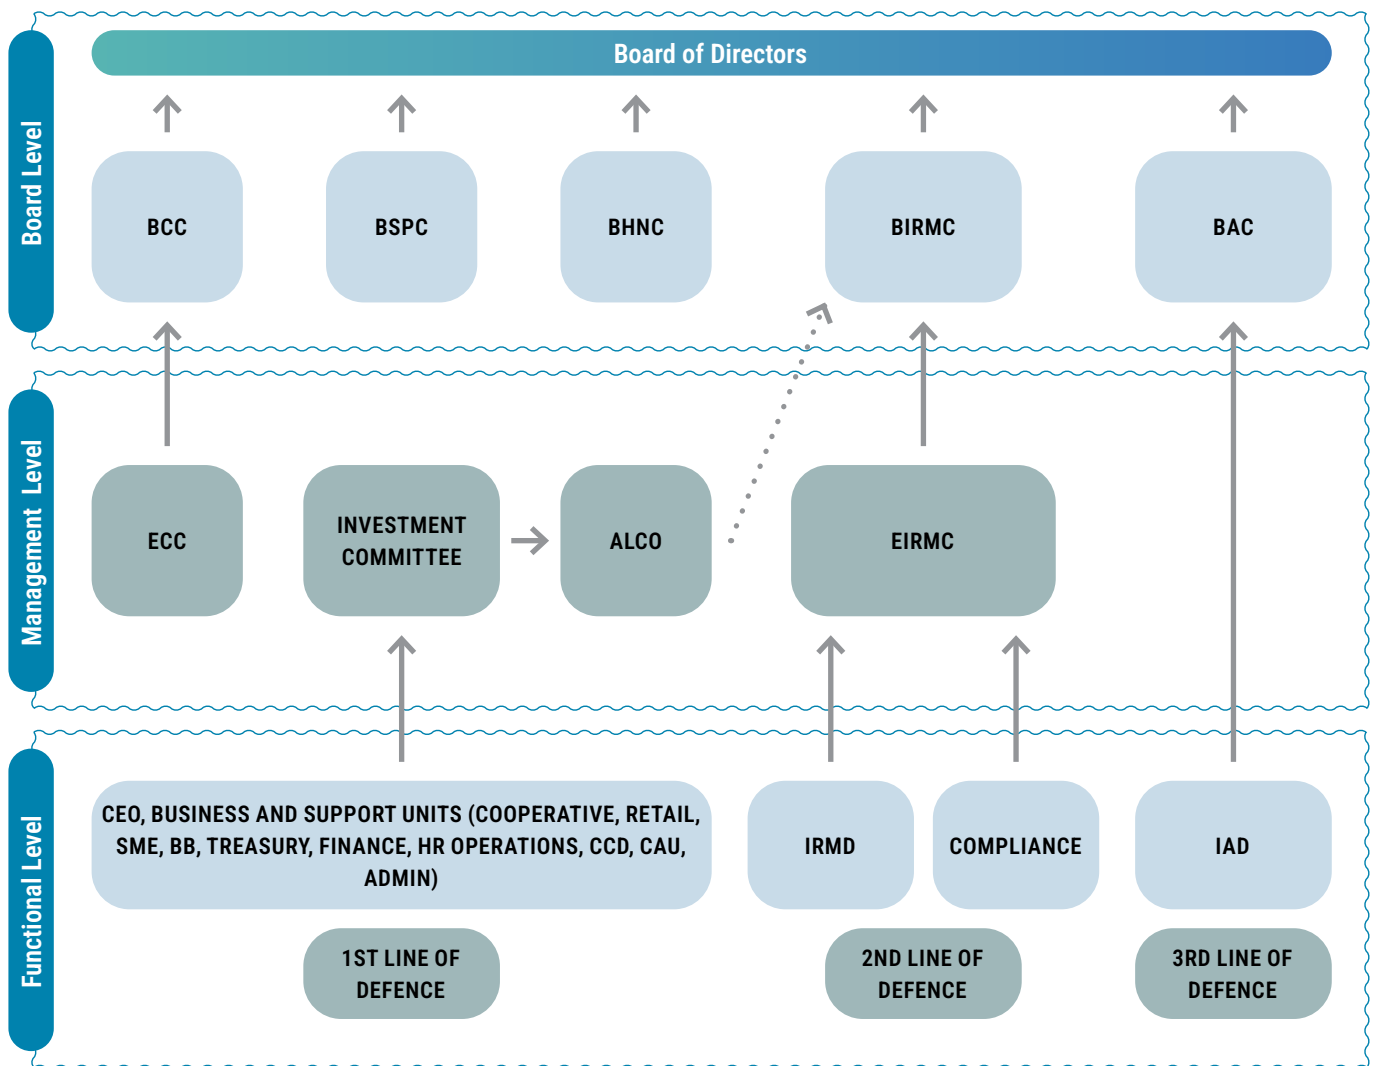 Board Level
Board of Directors
BCC
BSPC
BHNC
BIRMC
BAC
Management Level
ECC
INVESTMENT
COMMITTEE
ALCO
EIRMC
Functional Level
CEO, BUSINESS AND SUPPORT UNITS (COOPERATIVE, RETAIL,
SME, BB, TREASURY, FINANCE, HR OPERATIONS, CCD, CAU,
ADMIN)
IRMD
COMPLIANCE
IAD
1ST LINE OF
DEFENCE
2ND LINE OF
DEFENCE
3RD LINE OF
DEFENCE